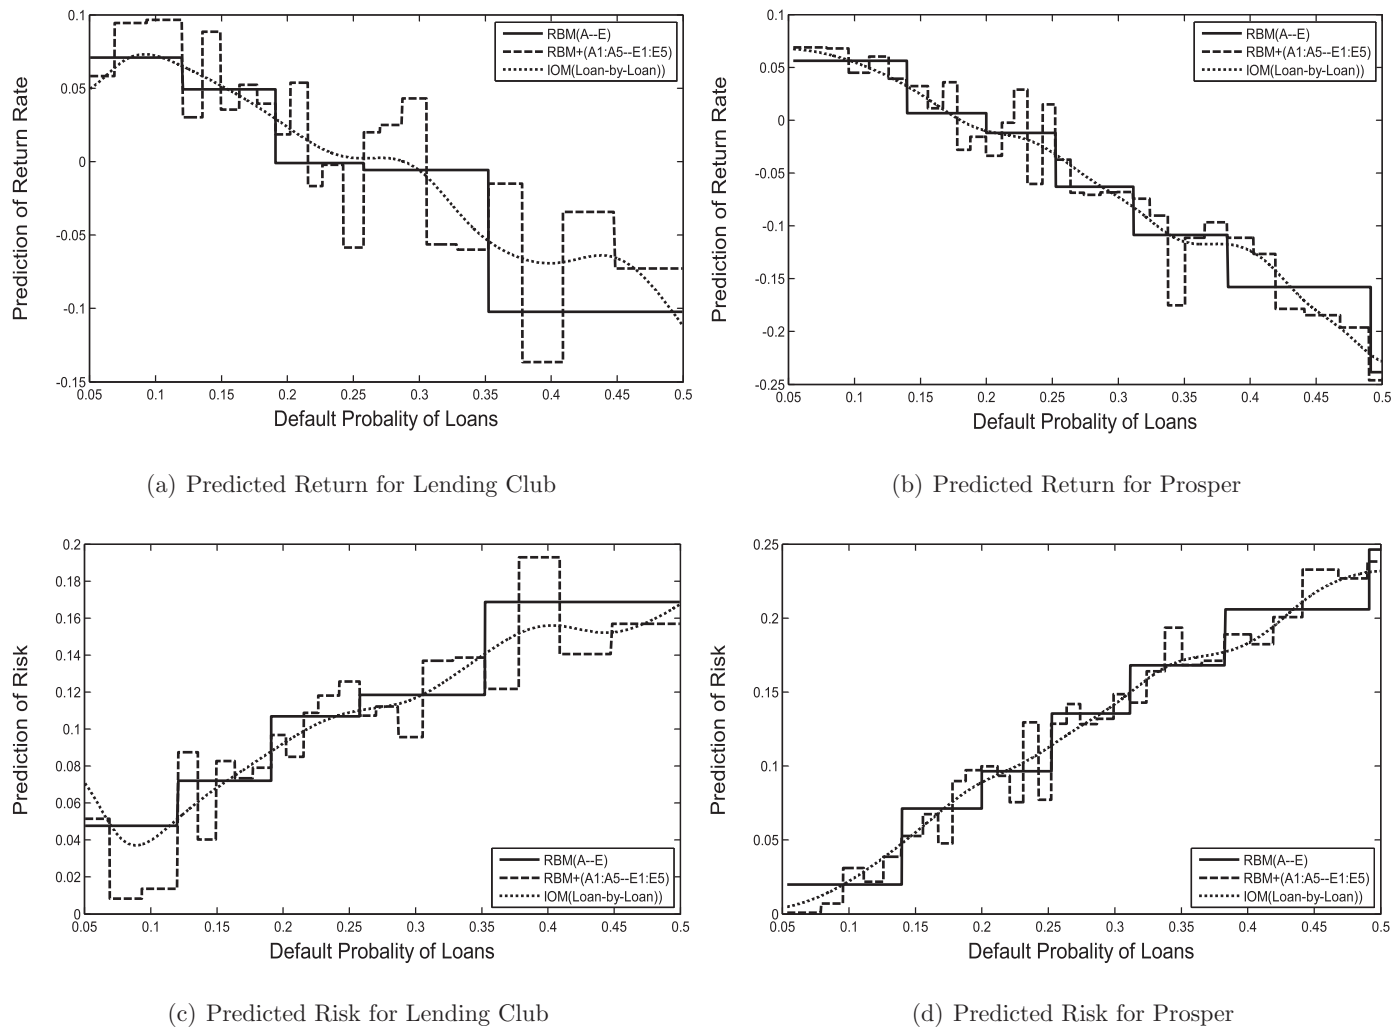 0.1
0.05
0
-0.05
-0.1
-0.15
0.05 0.1 0.15 0.2 0.25 0.3 0.35 0.4 0.45 0.5
Prediction of Return Rate
Default Probality of Loans
RBM(A--E)
RBM+(A1:A5--E1:E5)
IOM(Loan-by-Loan))
(a) Predicted Return for Lending Club
0.1
0.05
0
-0.05
-0.1
-0.15
-0.2
-0.25
0.05 0.1 0.15 0.2 0.25 0.3 0.35 0.4 0.45 0.5
Prediction of Return Rate
Default Probality of Loans
RBM(A--E)
RBM+(A1:A5--E1:E5)
IOM(Loan-by-Loan))
(b) Predicted Return for Prosper
0.2
0.18
0.16
0.14
0.12
0.1
0.08
0.06
0.04
0.02
0
0.05 0.1 0.15 0.2 0.25 0.3 0.35 0.4 0.45 0.5
Prediction of Risk
Default Probality of Loans
RBM(A--E)
RBM+(A1:A5--E1:E5)
IOM(Loan-by-Loan))
(c) Predicted Risk for Lending Club
0.25
0.2
0.15
0.1
0.05
0
0.05 0.1 0.15 0.2 0.25 0.3 0.35 0.4 0.45 0.5
Prediction of Risk
Default Probality of Loans
RBM(A--E)
RBM+(A1:A5--E1:E5)
IOM(Loan-by-Loan))
(d) Predicted Risk for Prosper